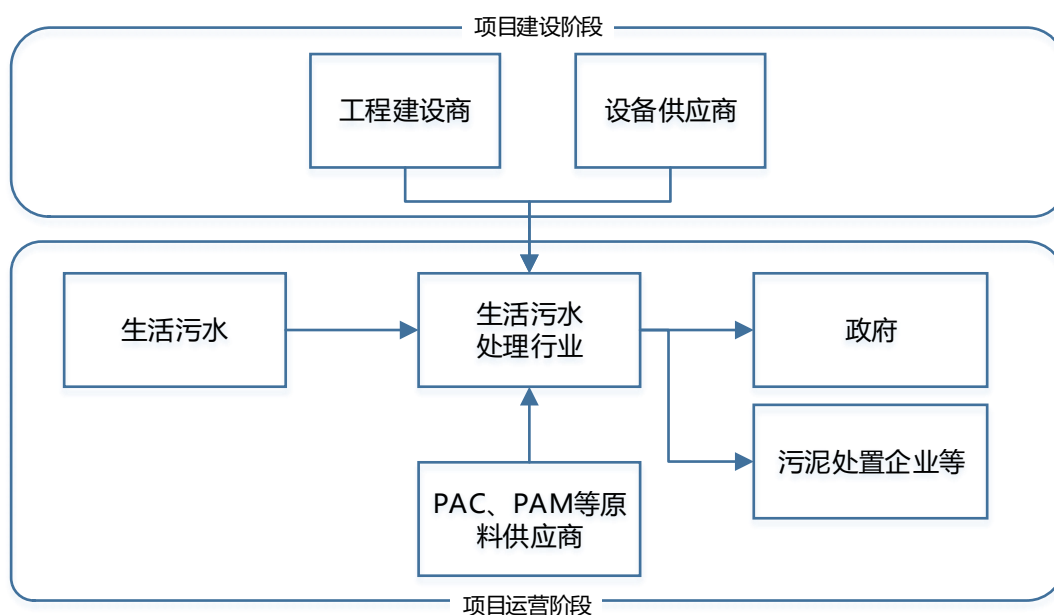 项目建设阶段
工程建设商
设备供应商
生活污水
生活污水
处理行业
政府
污泥处置企业等
PAC、PAM等原
料供应商
项目运营阶段